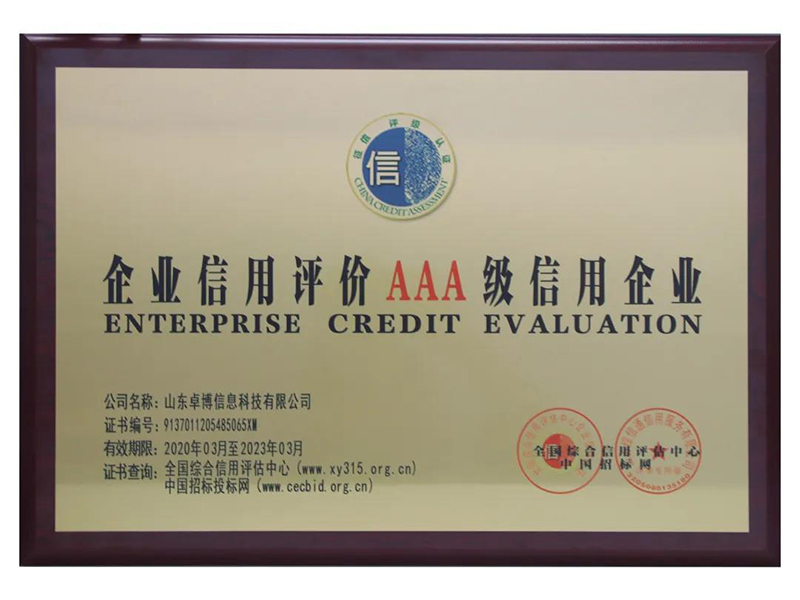 征信 评级 认证
信
CHINA CREDIT ASSESSMENT
企业信用评价AAA级信用企业
ENTERPRISE CREDIT EVALUATION
公司名称：山东卓博信息科技有限公司
证书编号：9137011205485065XM
有效期限：2020年03月至2023年03月
证书查询：全国综合信用评估中心（www.xy315.org.cn）
中国招标投标网（www.cecbid.org.cn）
全国综合信用评估中心
中国招标网